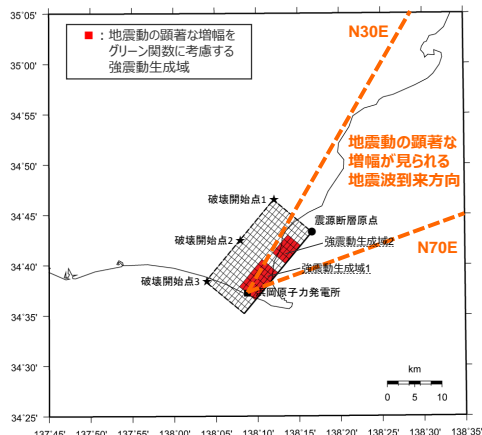 35°05'
35°00'
34°55'
34°50'
34°45'
34°40'
34°35'
34°30'
34°25'
■ : 地震動の顕著な増幅を
グリーン関数に考慮する
強震動生成域
N30E
地震動の顕著な
増幅が見られる
地震波到来方向
N70E
破壊開始点1
震源断層原点
破壊開始点2
強震動生成域2
強震動生成域1
破壊開始点3
岡原子力発電所
km
0 5 10
137°45' 137°50' 137°55' 138°00' 138°05' 138°10' 138°15' 138°20' 138°25' 138°30' 138°35'